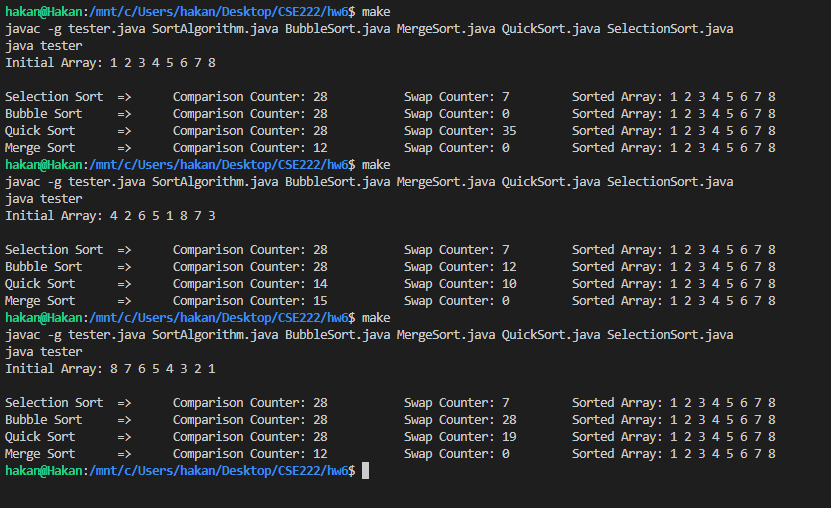 hakan@Hakan:/mnt/c/Users/hakan/Desktop/CSE222/hw6$ make
javac -g tester.java SortAlgorithm.java BubbleSort.java MergeSort.java QuickSort.java SelectionSort.java
java tester
Initial Array: 1 2 3 4 5 6 7 8
Selection Sort => Comparison Counter: 28 Swap Counter: 7 Sorted Array: 1 2 3 4 5 6 7 8
Bubble Sort => Comparison Counter: 28 Swap Counter: 0 Sorted Array: 1 2 3 4 5 6 7 8
Quick Sort => Comparison Counter: 28 Swap Counter: 35 Sorted Array: 1 2 3 4 5 6 7 8
Merge Sort => Comparison Counter: 12 Swap Counter: 0 Sorted Array: 1 2 3 4 5 6 7 8
hakan@Hakan:/mnt/c/Users/hakan/Desktop/CSE222/hw6$ make
javac -g tester.java SortAlgorithm.java BubbleSort.java MergeSort.java QuickSort.java SelectionSort.java
java tester
Initial Array: 4 2 6 5 1 8 7 3
Selection Sort => Comparison Counter: 28 Swap Counter: 7 Sorted Array: 1 2 3 4 5 6 7 8
Bubble Sort => Comparison Counter: 28 Swap Counter: 12 Sorted Array: 1 2 3 4 5 6 7 8
Quick Sort => Comparison Counter: 14 Swap Counter: 10 Sorted Array: 1 2 3 4 5 6 7 8
Merge Sort => Comparison Counter: 15 Swap Counter: 0 Sorted Array: 1 2 3 4 5 6 7 8
hakan@Hakan:/mnt/c/Users/hakan/Desktop/CSE222/hw6$ make
javac -g tester.java SortAlgorithm.java BubbleSort.java MergeSort.java QuickSort.java SelectionSort.java
java tester
Initial Array: 8 7 6 5 4 3 2 1
Selection Sort => Comparison Counter: 28 Swap Counter: 7 Sorted Array: 1 2 3 4 5 6 7 8
Bubble Sort => Comparison Counter: 28 Swap Counter: 28 Sorted Array: 1 2 3 4 5 6 7 8
Quick Sort => Comparison Counter: 28 Swap Counter: 19 Sorted Array: 1 2 3 4 5 6 7 8
Merge Sort => Comparison Counter: 12 Swap Counter: 0 Sorted Array: 1 2 3 4 5 6 7 8
hakan@Hakan:/mnt/c/Users/hakan/Desktop/CSE222/hw6$